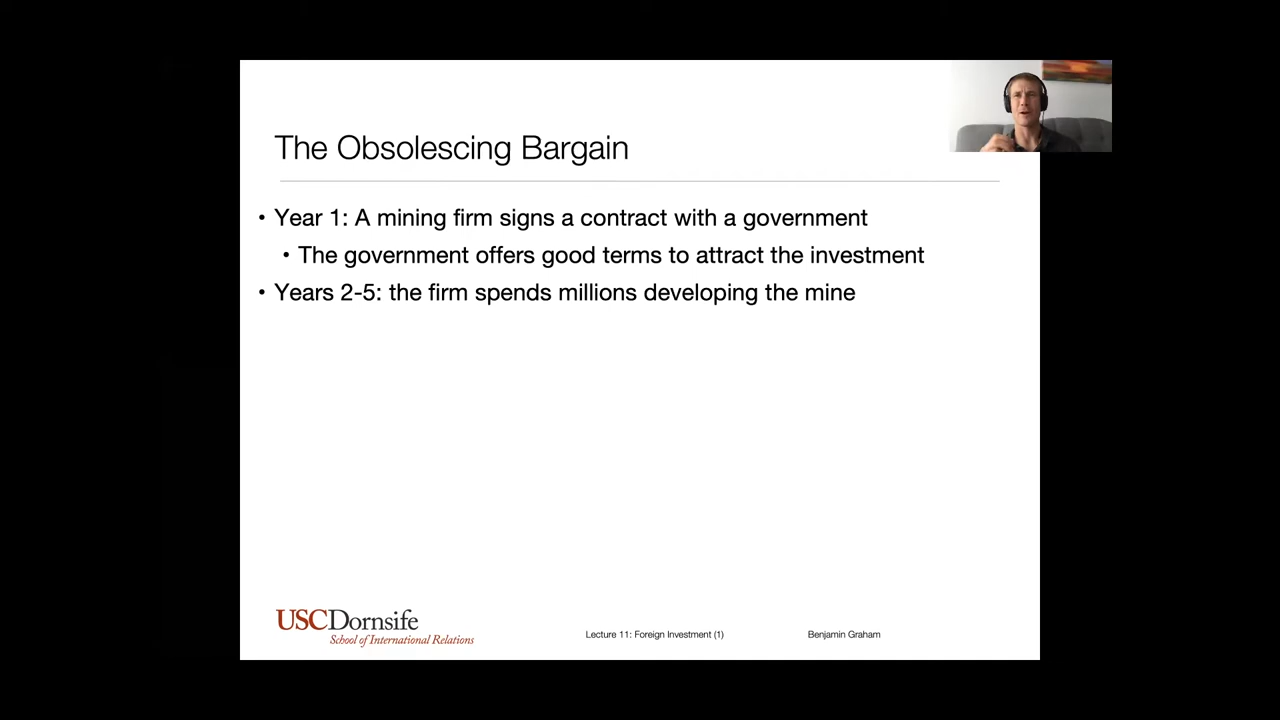 The Obsolescing Bargain
• Year 1: A mining firm signs a contract with a government
• The government offers good terms to attract the investment
• Years 2-5: the firm spends millions developing the mine
USCDornsife
School of International Relations
Lecture 11: Foreign Investment (1)
Benjamin Graham